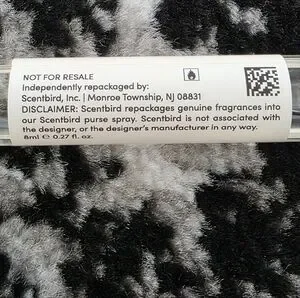 NOT FOR RESALE
Independently repackaged by:
Scentbird, Inc. | Monroe Township, NJ 08831
DISCLAIMER: Scentbird repackages genuine fragrances into
our Scentbird purse spray. Scentbird is not associated with
the designer, or the designer's manufacturer in any way.
8ml ℮ 0.27 fl. oz.